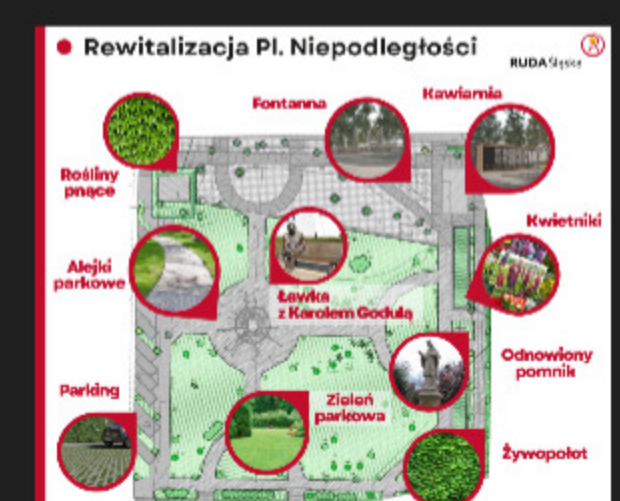 Rewitalizacja Pl. Niepodległości
RUDA Śląska
Fontanna
Kawiarnia
Rośliny
pnące
Kwietniki
Alejki
parkowe
Ławka
z Karolem Godulą
Odnowiony
pomnik
Parking
Zieleń
parkowa
Żywopłot